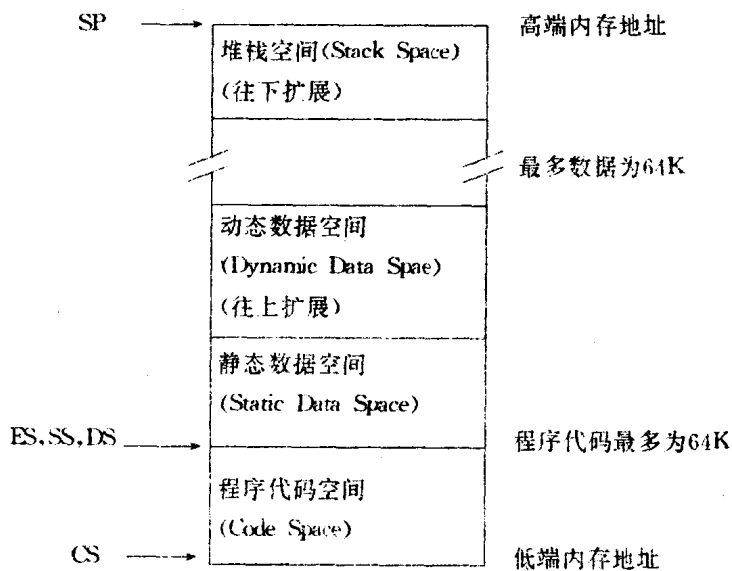 SP
高端内存地址
堆栈空间(Stack Space)
(往下扩展)
最多数据为64K
动态数据空间
(Dynamic Data Spae)
(往上扩展)
静态数据空间
(Static Data Space)
ES,SS,DS
程序代码最多为64K
程序代码空间
(Code Space)
CS
低端内存地址